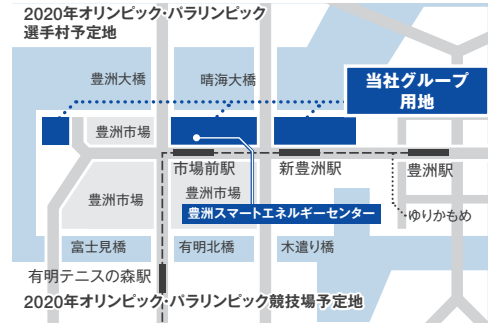 2020年オリンピック・パラリンピック
選手村予定地
豊洲大橋
晴海大橋
当社グループ
用地
豊洲市場
市場前駅
新豊洲駅
豊洲駅
豊洲市場
豊洲市場
豊洲スマートエネルギーセンター
ゆりかもめ
富士見橋
有明北橋
木遣り橋
有明テニスの森駅
2020年オリンピック・パラリンピック競技場予定地